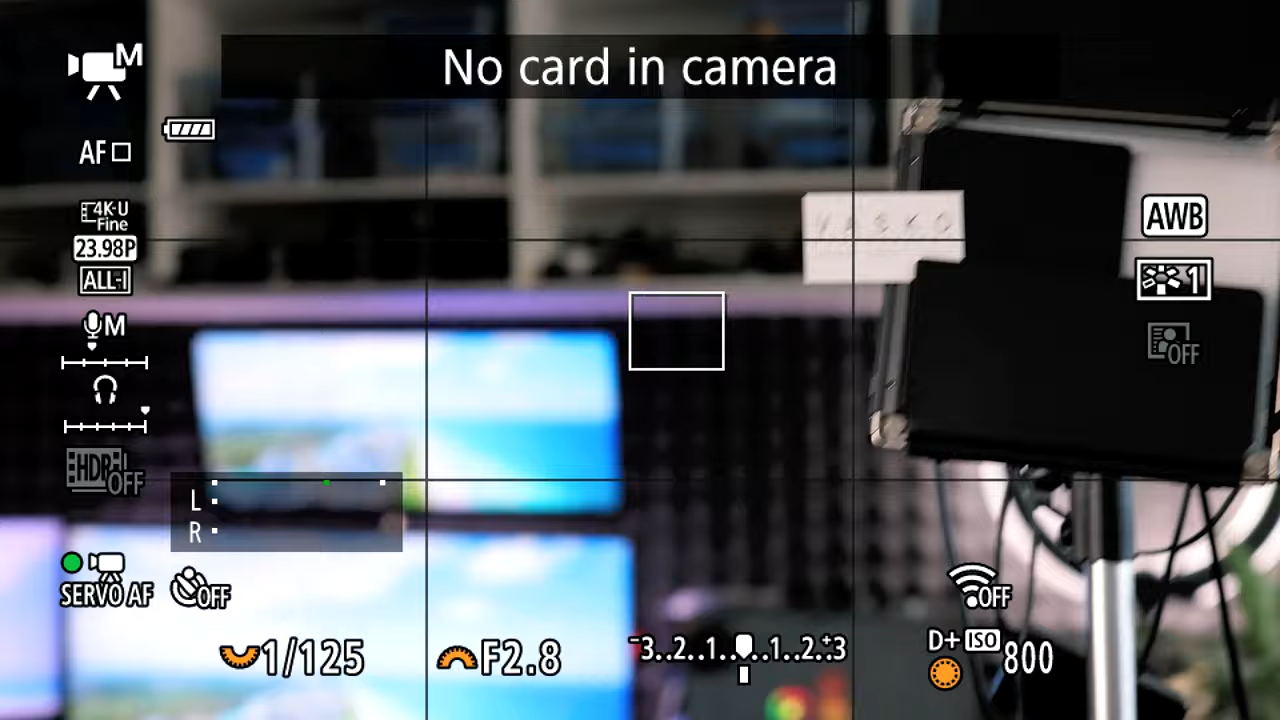 No card in camera
M
AF
4K-U
Fine
23.98P
ALL-I
M
HDR OFF
L
R
SERVO AF
OFF
1/125
F2.8
-3..2..1..
..1..2..+3
D+ ISO 800
OFF
AWB
1
OFF
VASKO